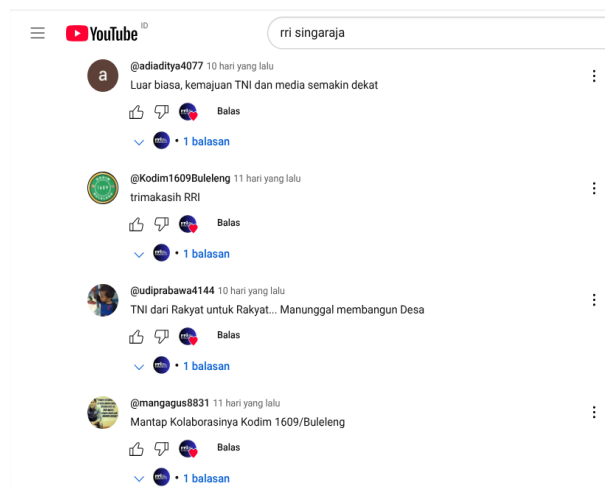 YouTube ID
rri singaraja
a
@adiaditya4077 10 hari yang lalu
Luar biasa, kemajuan TNI dan media semakin dekat
Balas
• 1 balasan
@Kodim1609Buleleng 11 hari yang lalu
trimakasih RRI
Balas
• 1 balasan
@udiprabawa4144 10 hari yang lalu
TNI dari Rakyat untuk Rakyat... Manunggal membangun Desa
Balas
• 1 balasan
@mangagus8831 11 hari yang lalu
Mantap Kolaborasinya Kodim 1609/Buleleng
Balas
• 1 balasan